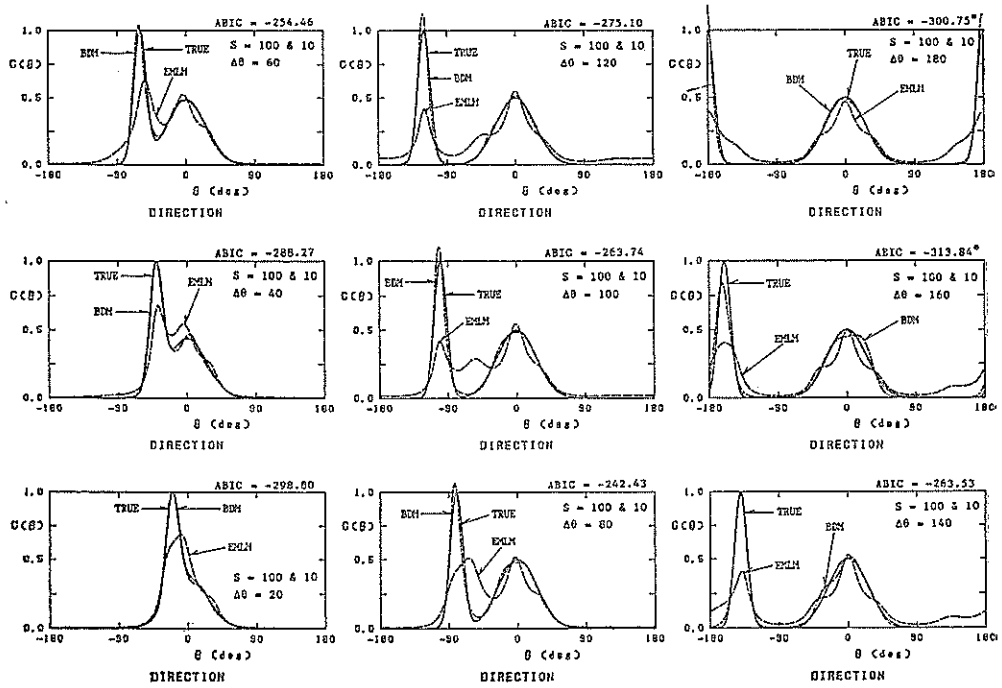 ABIC = -254.46
1.0
BDM
TRUE
S = 100 & 10
Δθ = 60
G(θ)
EMLM
0.5
0.0
-180 -90 0 90 180
θ (deg)
DIRECTION
ABIC = -275.10
1.0
TRUE
S = 100 & 10
Δθ = 120
BDM
EMLM
0.5
0.0
-180 -90 0 90 180
θ (deg)
DIRECTION
ABIC = -300.75*
1.0
TRUE
S = 100 & 10
Δθ = 180
BDM
EMLM
0.5
0.0
-180 -90 0 90 180
θ (deg)
DIRECTION
ABIC = -288.27
1.0
TRUE
EMLM
S = 100 & 10
Δθ = 40
G(θ)
BDM
0.5
0.0
-180 -90 0 90 180
θ (deg)
DIRECTION
ABIC = -263.74
1.0
BDM
TRUE
S = 100 & 10
Δθ = 100
EMLM
0.5
0.0
-180 -90 0 90 180
θ (deg)
DIRECTION
ABIC = -313.84*
1.0
TRUE
S = 100 & 10
Δθ = 160
BDM
EMLM
0.5
0.0
-180 -90 0 90 180
θ (deg)
DIRECTION
ABIC = -298.80
1.0
TRUE
BDM
G(θ)
EMLM
0.5
S = 100 & 10
Δθ = 20
0.0
-180 -90 0 90 180
θ (deg)
DIRECTION
ABIC = -242.43
1.0
BDM
TRUE
S = 100 & 10
Δθ = 80
G(θ)
EMLM
0.5
0.0
-180 -90 0 90 180
θ (deg)
DIRECTION
ABIC = -263.53
1.0
TRUE
S = 100 & 10
Δθ = 140
BDM
G(θ)
EMLM
0.5
0.0
-180 -90 0 90 180
θ (deg)
DIRECTION